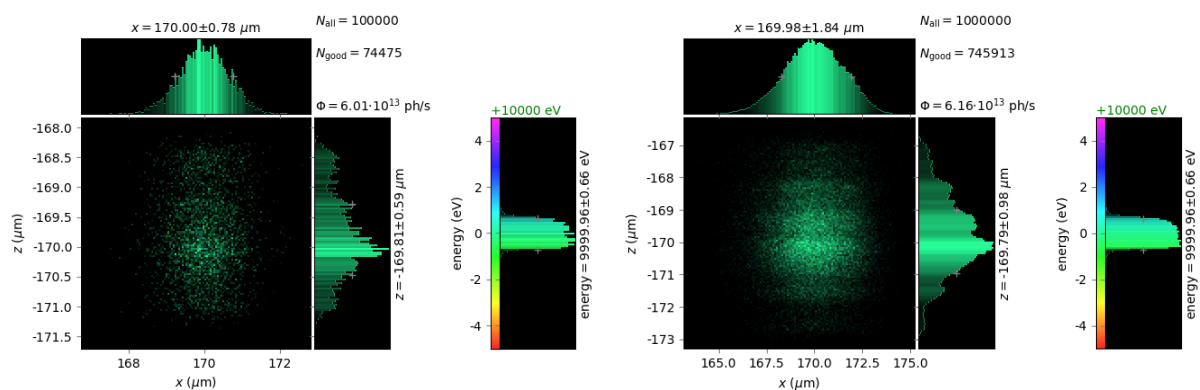 x = 170.00±0.78 μm
N_all = 100000
N_good = 74475
Φ = 6.01·10^13 ph/s
-168.0
-168.5
-169.0
-169.5
-170.0
-170.5
-171.0
-171.5
z (μm)
168
170
172
x (μm)
z = -169.81±0.59 μm
+10000 eV
4
2
0
-2
-4
energy (eV)
energy = 9999.96±0.66 eV
x = 169.98±1.84 μm
N_all = 1000000
N_good = 745913
Φ = 6.16·10^13 ph/s
-167
-168
-169
-170
-171
-172
-173
z (μm)
165.0
167.5
170.0
172.5
175.0
x (μm)
z = -169.79±0.98 μm
+10000 eV
4
2
0
-2
-4
energy (eV)
energy = 9999.96±0.66 eV